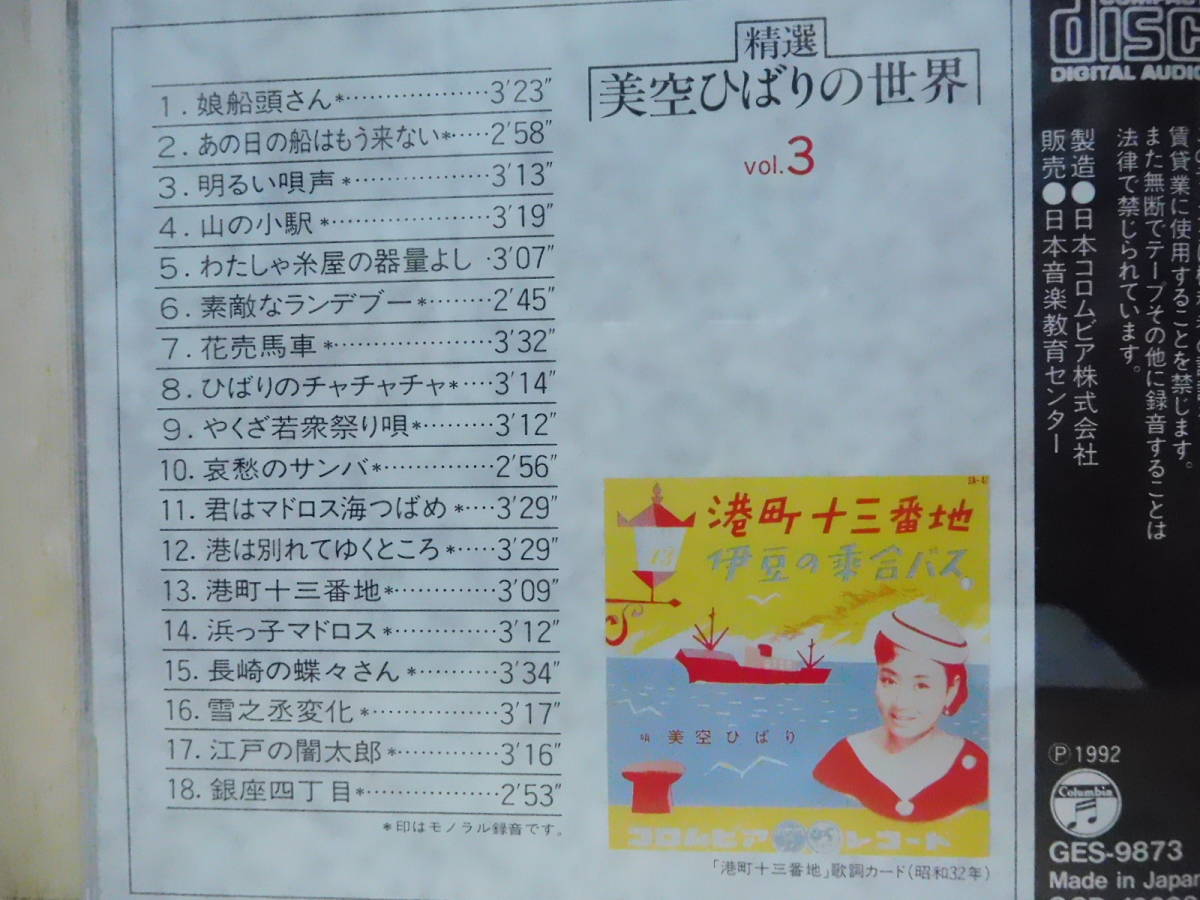 精選
美空ひばりの世界
vol.3
1. 娘船頭さん*………………3′23″
2. あの日の船はもう来ない*……2′58″
3. 明るい唄声*………………3′13″
4. 山の小駅*…………………3′19″
5. わたしゃ糸屋の器量よし・3′07″
6. 素敵なランデブー*………2′45″
7. 花売馬車*…………………3′32″
8. ひばりのチャチャチャ*……3′14″
9. やくざ若衆祭り唄*………3′12″
10. 哀愁のサンバ*……………2′56″
11. 君はマドロス海つばめ*……3′29″
12. 港は別れてゆくところ*……3′29″
13. 港町十三番地*……………3′09″
14. 浜っ子マドロス*…………3′12″
15. 長崎の蝶々さん*…………3′34″
16. 雪之丞変化*………………3′17″
17. 江戸の闇太郎*……………3′16″
18. 銀座四丁目*………………2′53″
*印はモノラル録音です。
港町十三番地
伊豆の乗合バス
13
唄 美空ひばり
コロムビアレコード
「港町十三番地」歌詞カード(昭和32年)
disc
DIGITAL AUDIO
賃貸業に使用することを禁じます。
また無断でテープその他に録音することは
法律で禁じられています。
製造●日本コロムビア株式会社
販売●日本音楽教育センター
Ⓟ1992
Columbia
GES-9873
Made in Japan